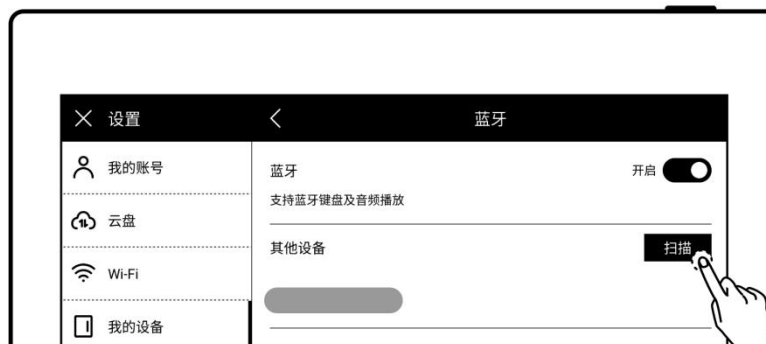 设置
蓝牙
我的账号
云盘
Wi-Fi
我的设备
蓝牙
开启
支持蓝牙键盘及音频播放
其他设备
扫描